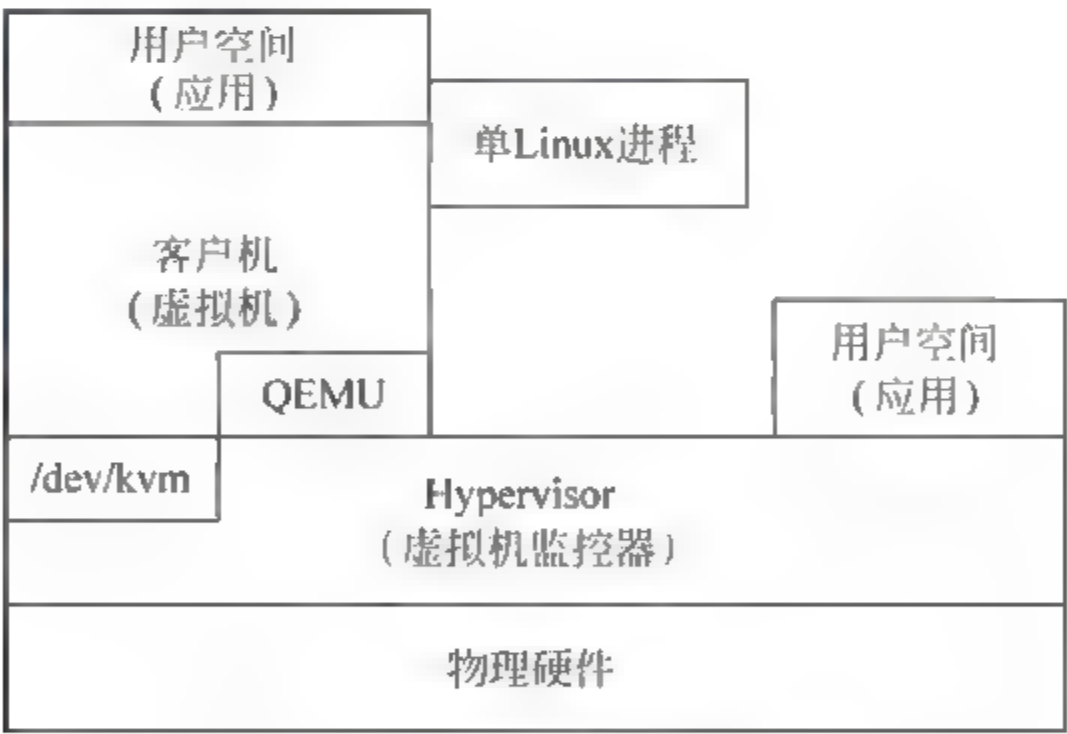 用户空间
(应用)
单Linux进程
客户机
(虚拟机)
用户空间
(应用)
QEMU
/dev/kvm
Hypervisor
(虚拟机监控器)
物理硬件